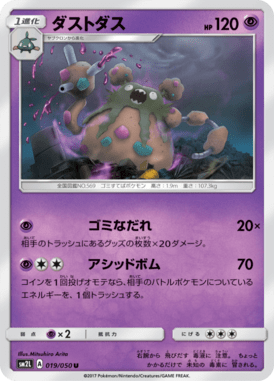 1進化
ダストダス
HP 120
ヤブクロンから進化
全国図鑑NO.569 ゴミすてばポケモン 高さ:1.9m 重さ:107.3kg
ゴミなだれ 20×
相手のトラッシュにあるグッズの枚数×20ダメージ。
アシッドボム 70
コインを1回投げオモテなら、相手のバトルポケモンについている
エネルギーを、1個トラッシュする。
弱点 ×2 抵抗力 にげる
Illus. Mitsuhiro Arita
SM2L A 019/050 U
©2017 Pokémon/Nintendo/Creatures/GAME FREAK.